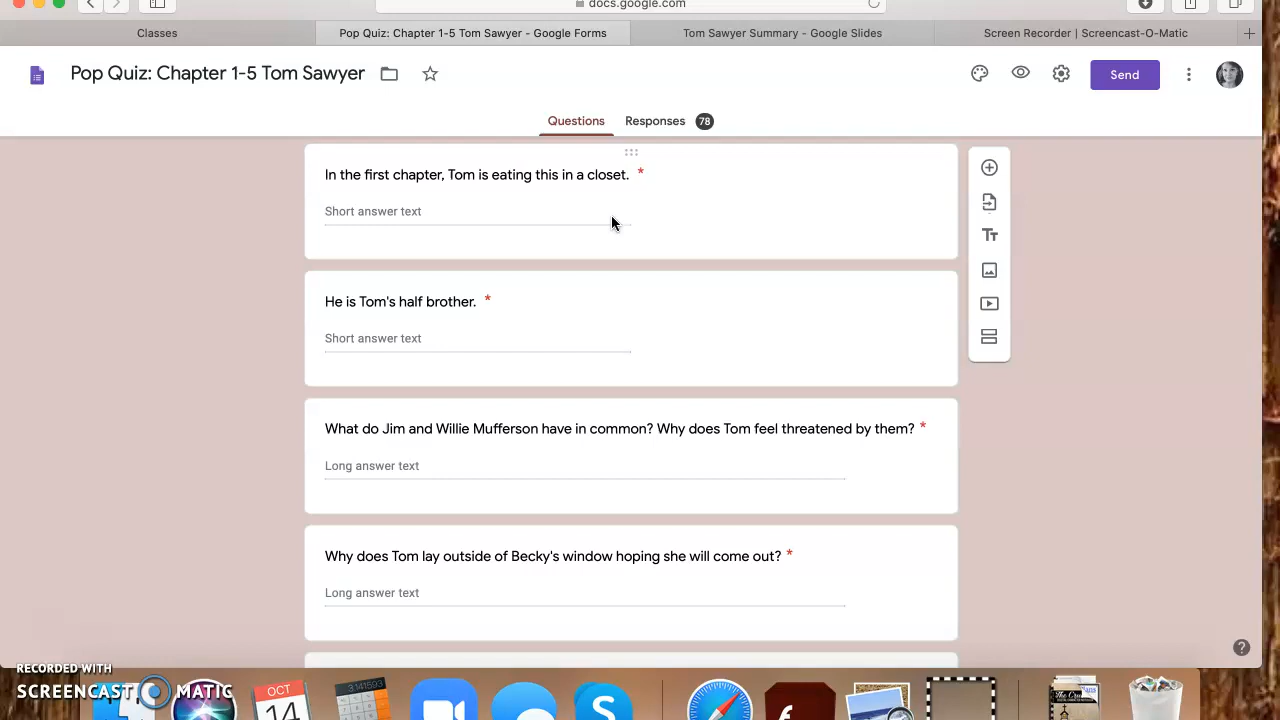 docs.google.com
Classes
Pop Quiz: Chapter 1-5 Tom Sawyer - Google Forms
Tom Sawyer Summary - Google Slides
Screen Recorder | Screencast-O-Matic
Pop Quiz: Chapter 1-5 Tom Sawyer
Send
Questions
Responses 78
In the first chapter, Tom is eating this in a closet. *
Short answer text
He is Tom's half brother. *
Short answer text
What do Jim and Willie Mufferson have in common? Why does Tom feel threatened by them? *
Long answer text
Why does Tom lay outside of Becky's window hoping she will come out? *
Long answer text
RECORDED WITH
SCREENCAST O MATIC
OCT
14
3.141593